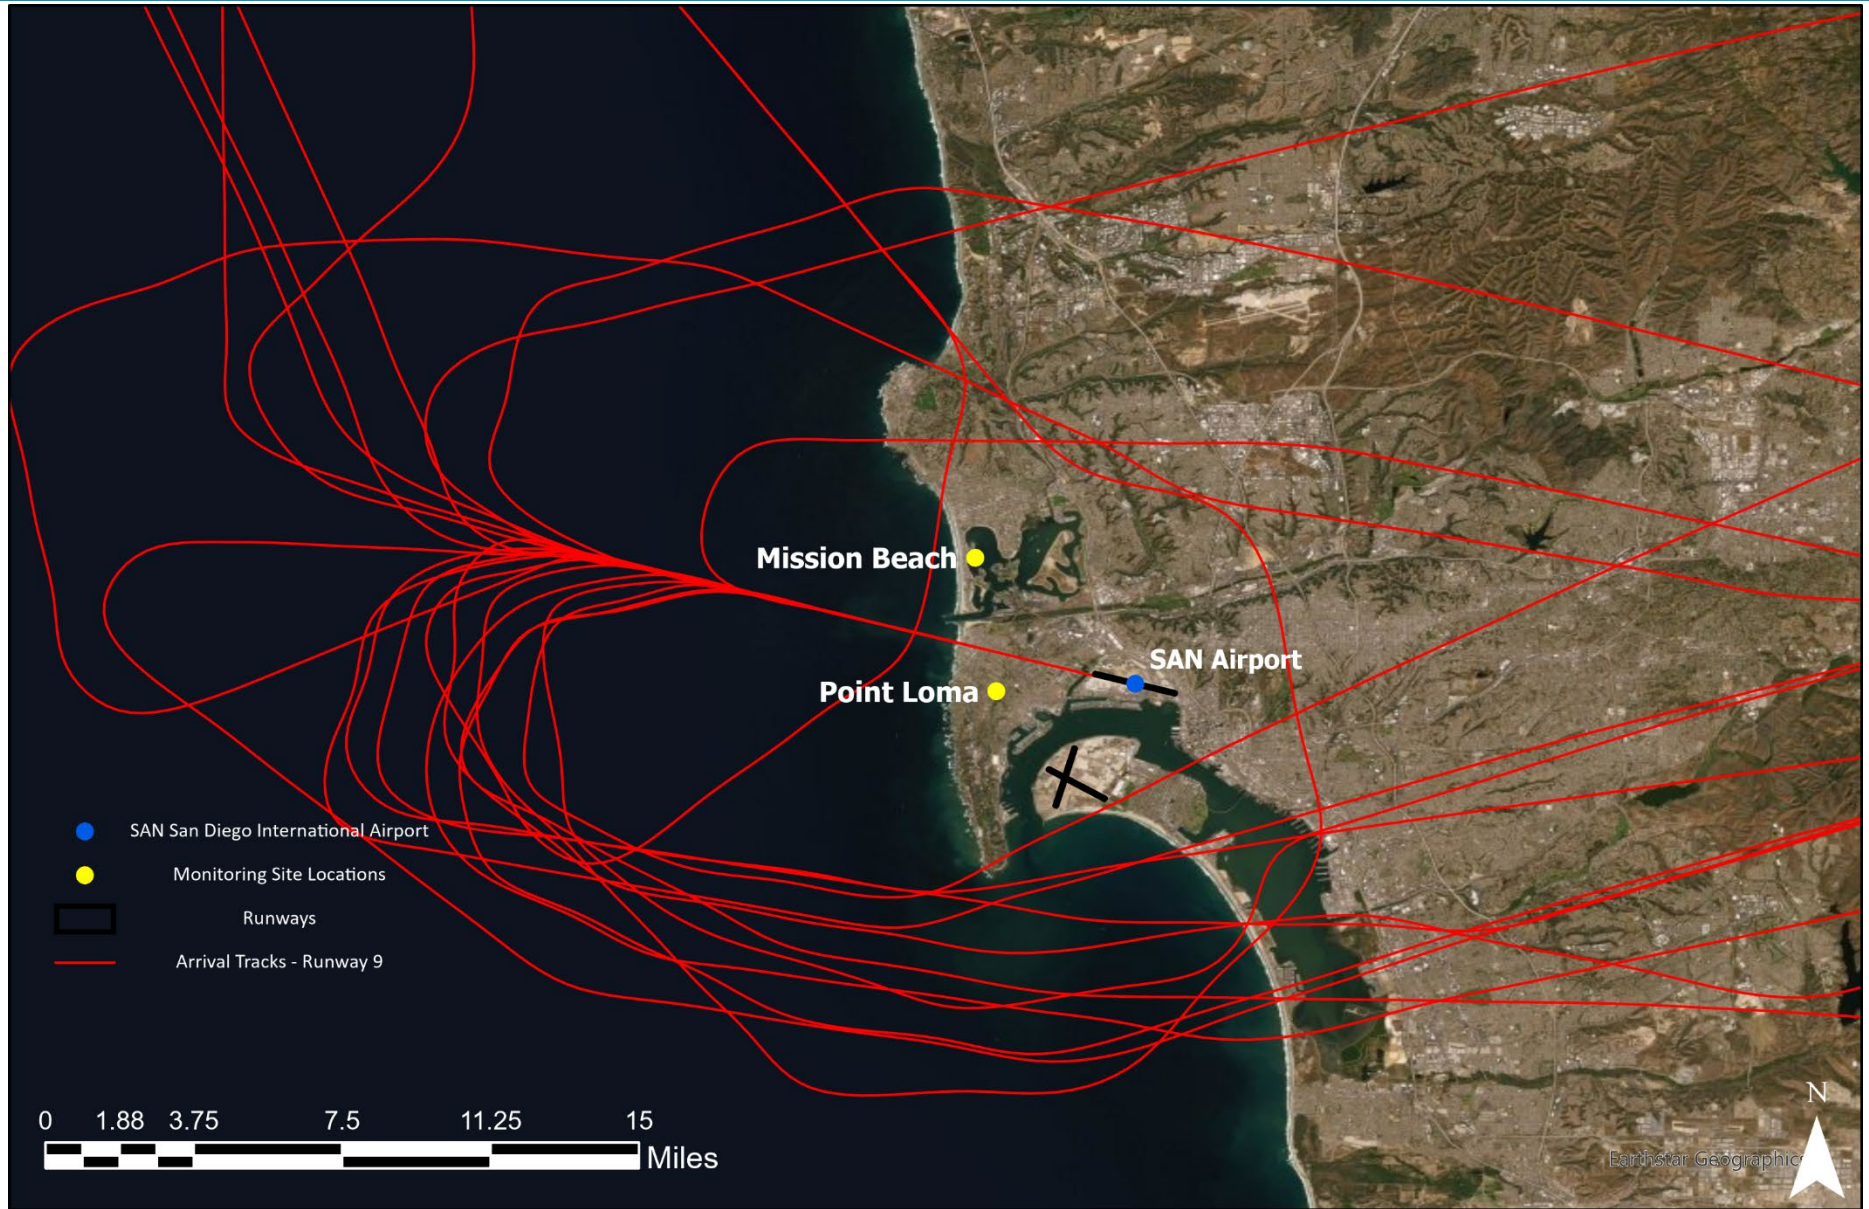 Mission Beach
SAN Airport
Point Loma
SAN San Diego International Airport
Monitoring Site Locations
Runways
Arrival Tracks - Runway 9
0 1.88 3.75 7.5 11.25 15
Miles
N
Earthstar Geographics